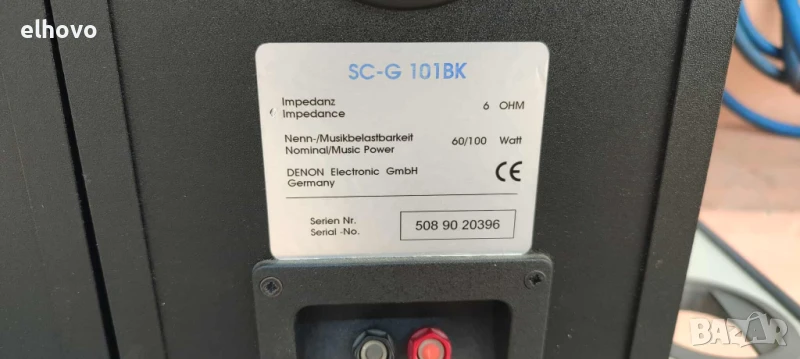 elhovo
SC-G 101BK
Impedanz
Impedance
6 OHM
Nenn-/Musikbelastbarkeit
Nominal/Music Power
60/100 Watt
DENON Electronic GmbH
Germany
CE
Serien Nr.
Serial -No.
508 90 20396
BAZAR